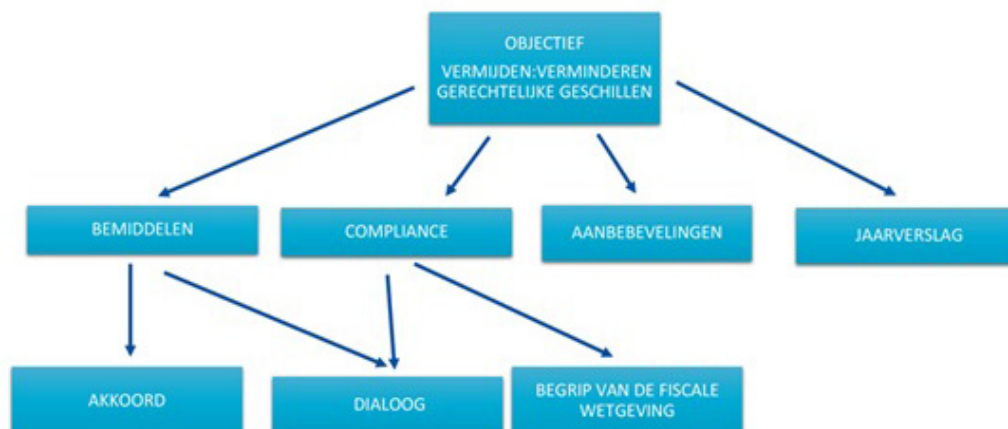 OBJECTIEF
VERMIJDEN:VERMINDEREN
GERECHTELIJKE GESCHILLEN
BEMIDDELEN
COMPLIANCE
AANBEBEVELINGEN
JAARVERSLAG
AKKOORD
DIALOOG
BEGRIP VAN DE FISCALE
WETGEVING